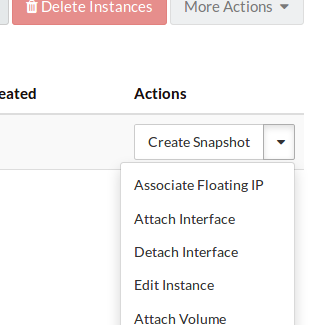 Delete Instances More Actions
eated Actions
Create Snapshot
Associate Floating IP
Attach Interface
Detach Interface
Edit Instance
Attach Volume